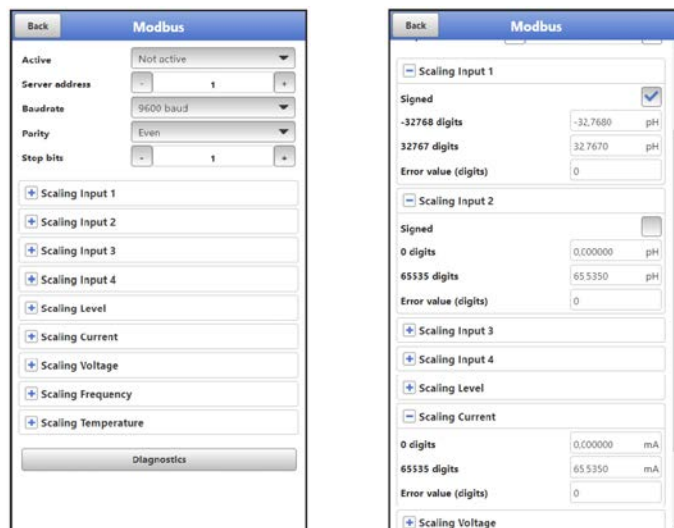 Back Modbus
Active Not active
Server address - 1 +
Baudrate 9600 baud
Parity Even
Stop bits - 1 +
+ Scaling Input 1
+ Scaling Input 2
+ Scaling Input 3
+ Scaling Input 4
+ Scaling Level
+ Scaling Current
+ Scaling Voltage
+ Scaling Frequency
+ Scaling Temperature
Diagnostics
Back Modbus
- Scaling Input 1
Signed
-32768 digits -32,7680 pH
32767 digits 32,7670 pH
Error value (digits) 0
- Scaling Input 2
Signed
0 digits 0,000000 pH
65535 digits 65,5350 pH
Error value (digits) 0
+ Scaling Input 3
+ Scaling Input 4
+ Scaling Level
- Scaling Current
0 digits 0,000000 mA
65535 digits 65,5350 mA
Error value (digits) 0
+ Scaling Voltage